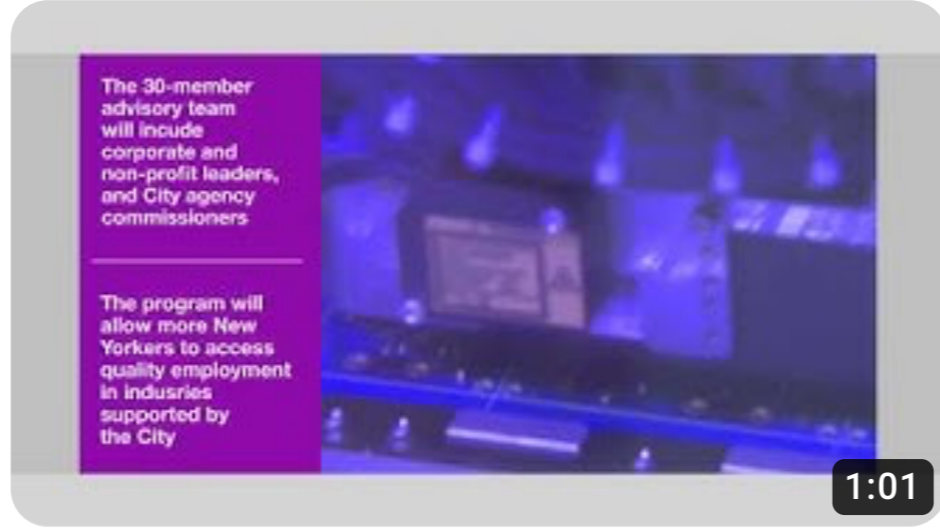 The 30-member
advisory team
will incude
corporate and
non-profit leaders,
and City agency
commissioners
The program will
allow more New
Yorkers to access
quality employment
in indusries
supported by
the City
1:01